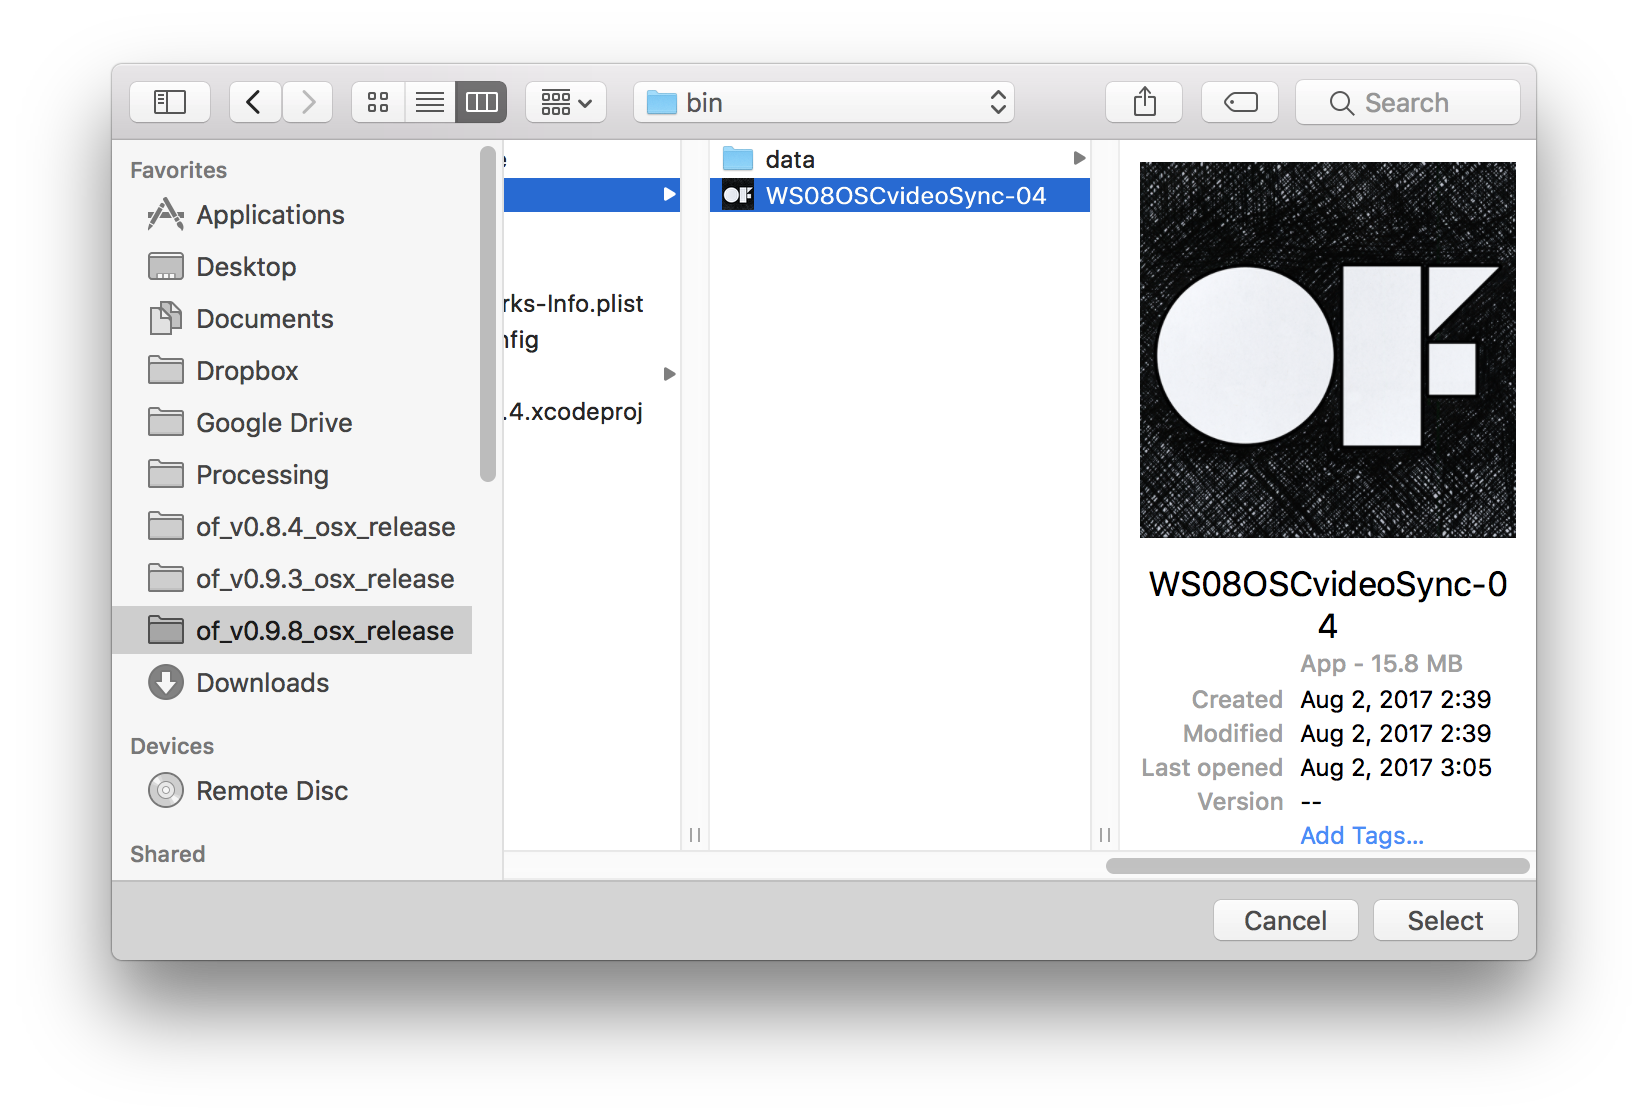 bin
Search
Favorites
Applications
Desktop
Documents
Dropbox
Google Drive
Processing
of_v0.8.4_osx_release
of_v0.9.3_osx_release
of_v0.9.8_osx_release
Downloads
Devices
Remote Disc
Shared
rks-Info.plist
nfig
.4.xcodeproj
data
WS08OSCvideoSync-04
OF
WS08OSCvideoSync-0
4
App - 15.8 MB
Created Aug 2, 2017 2:39
Modified Aug 2, 2017 2:39
Last opened Aug 2, 2017 3:05
Version --
Add Tags...
Cancel
Select